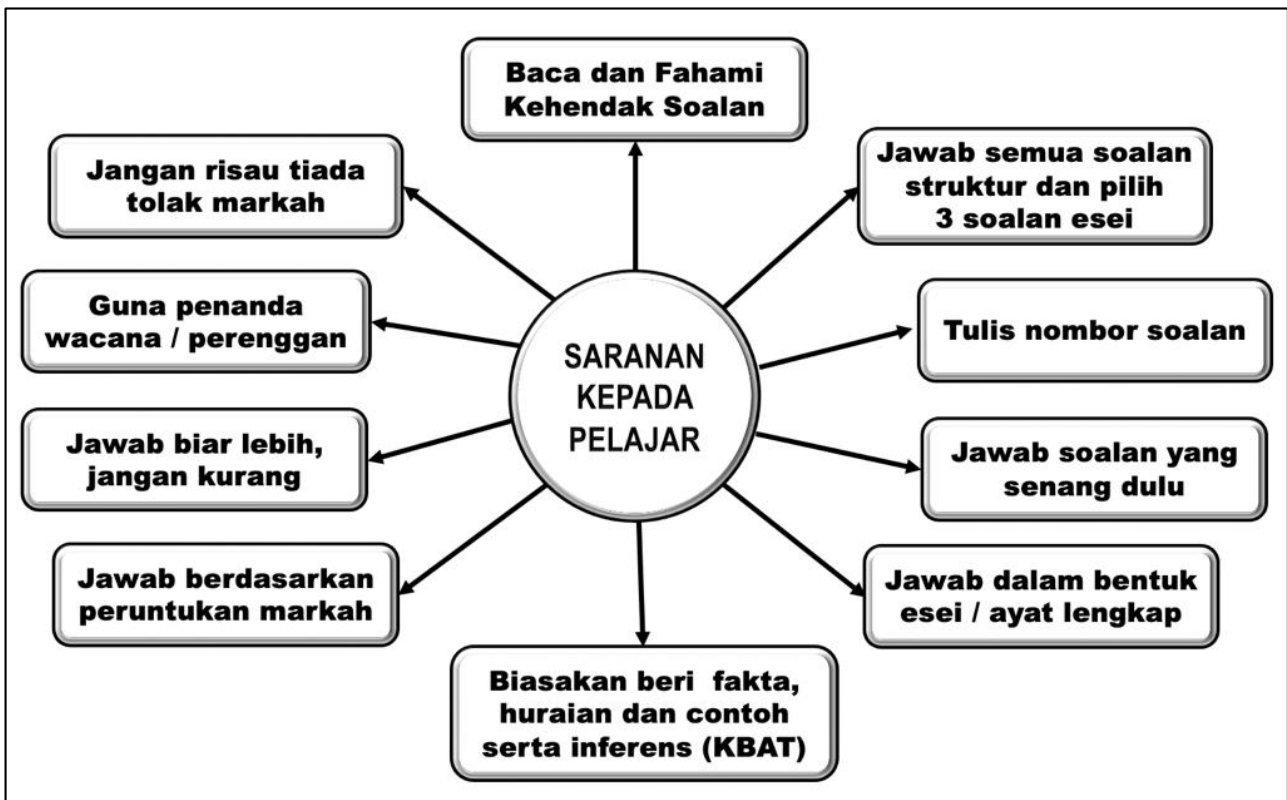 Baca dan Fahami
Kehendak Soalan
Jawab semua soalan
struktur dan pilih
3 soalan esei
Tulis nombor soalan
Jawab soalan yang
senang dulu
Jawab dalam bentuk
esei / ayat lengkap
Biasakan beri fakta,
huraian dan contoh
serta inferens (KBAT)
Jawab berdasarkan
peruntukan markah
Jawab biar lebih,
jangan kurang
Guna penanda
wacana / perenggan
Jangan risau tiada
tolak markah
SARANAN
KEPADA
PELAJAR